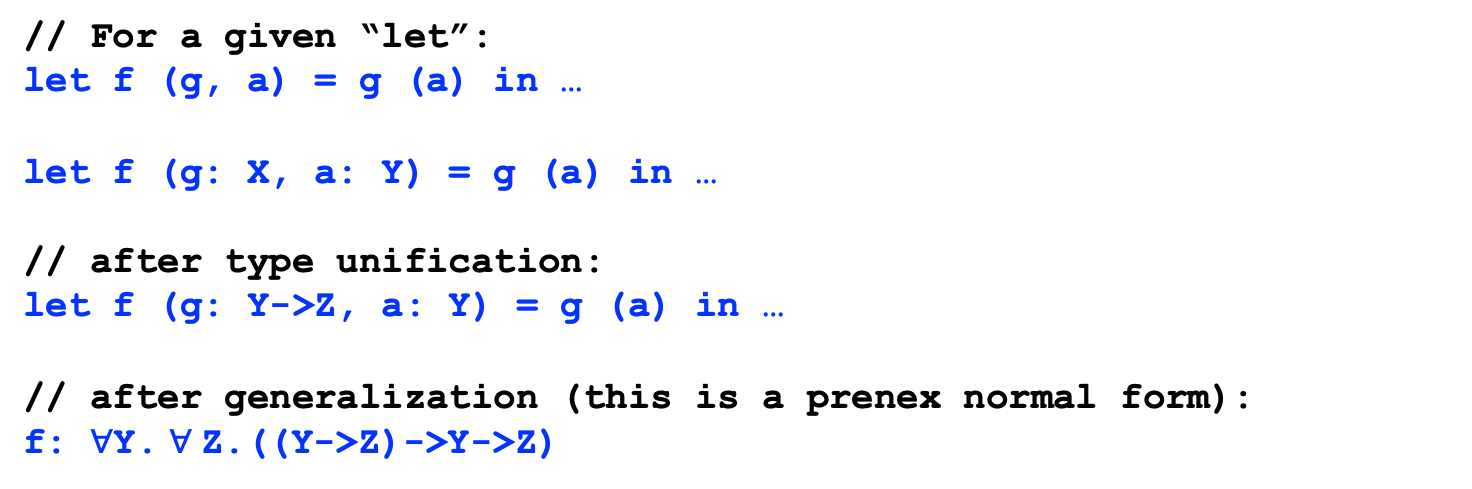 // For a given “let”:
let f (g, a) = g (a) in …
let f (g: X, a: Y) = g (a) in …
// after type unification:
let f (g: Y->Z, a: Y) = g (a) in …
// after generalization (this is a prenex normal form):
f: ∀Y. ∀ Z.((Y->Z)->Y->Z)